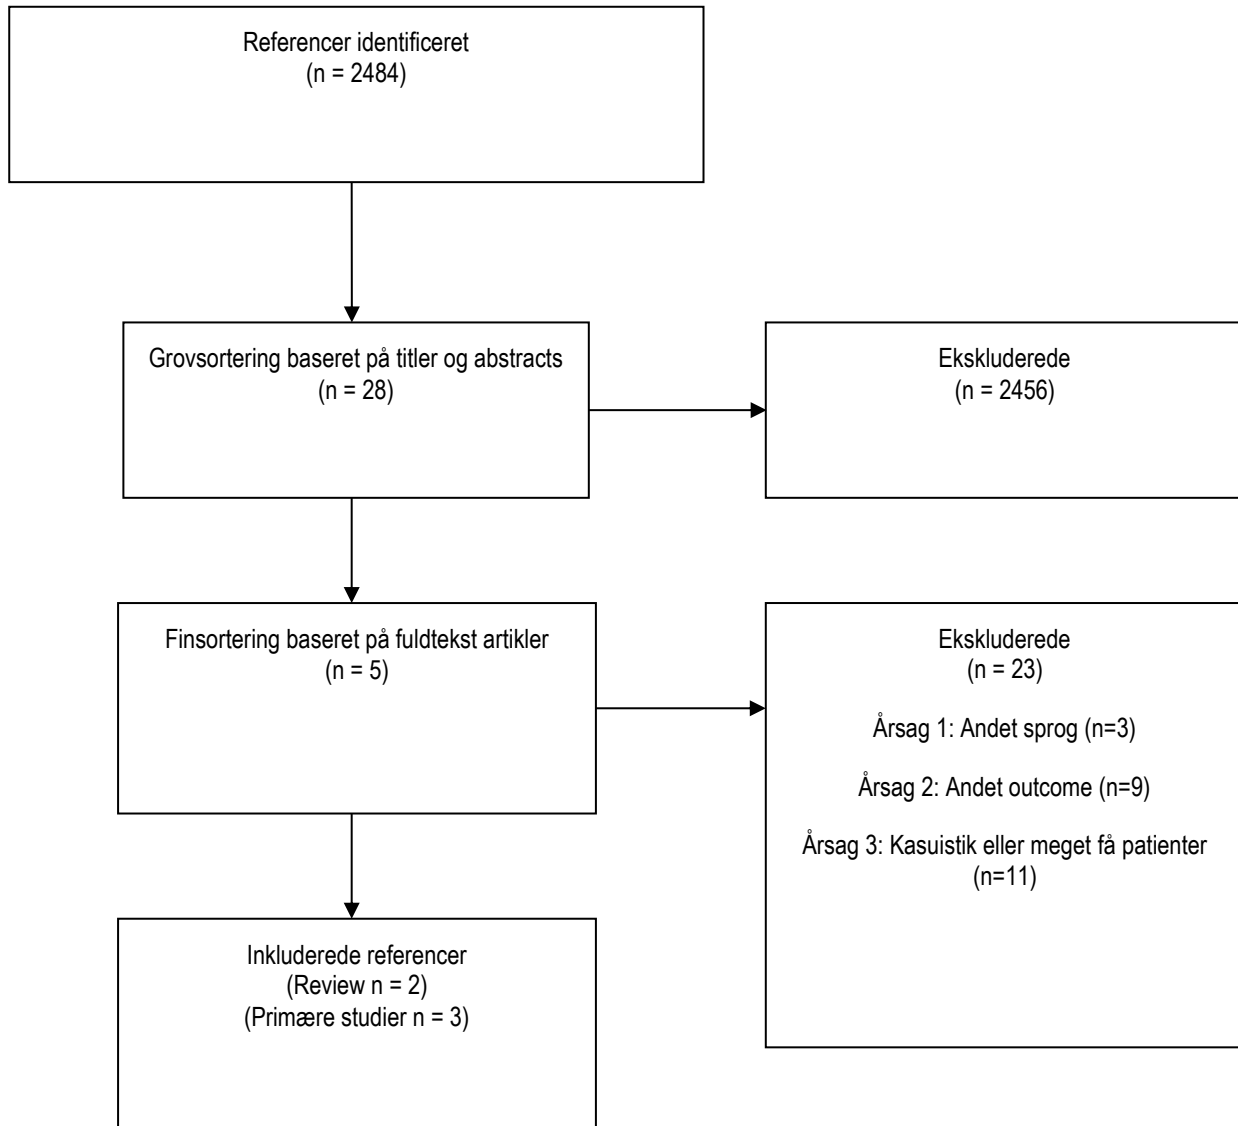 Referencer identificeret
(n = 2484)
Grovsortering baseret på titler og abstracts
(n = 28)
Ekskluderede
(n = 2456)
Finsortering baseret på fuldtekst artikler
(n = 5)
Ekskluderede
(n = 23)
Årsag 1: Andet sprog (n=3)
Årsag 2: Andet outcome (n=9)
Årsag 3: Kasuistik eller meget få patienter
(n=11)
Inkluderede referencer
(Review n = 2)
(Primære studier n = 3)